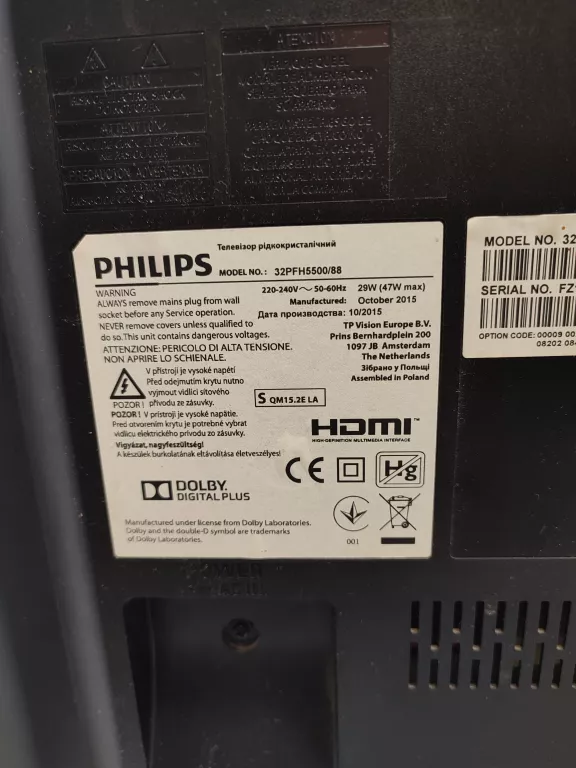 CAUTION
ATTENTION
ATENCION
Телевізор рідкокристалічний
PHILIPS MODEL NO.: 32PFH5500/88
WARNING
ALWAYS remove mains plug from wall
socket before any Service operation.
NEVER remove covers unless qualified to
do so.This unit contains dangerous voltages.
ATTENZIONE: PERICOLO DI ALTA TENSIONE.
NON APRIRE LO SCHIENALE.
220-240V ~ 50-60Hz 29W (47W max)
Manufactured: October 2015
Дата производства: 10/2015
TP Vision Europe B.V.
Prins Bernhardplein 200
1097 JB Amsterdam
The Netherlands
Зібрано у Польщі
Assembled in Poland
V přístroji je vysoké napětí
Před odejmutím krytu nutno
vyjmout vidlici síťového
POZOR! přívodu ze zásuvky.
POZOR! V prístroji je vysoké napätie.
Pred otvorením krytu je potrebné vybrať
vidlicu elektrického prívodu zo zásuvky.
Vigyázat, nagyfeszültség!
A készülek burkolatának eltávolítása életveszélyes!
S QM15.2E LA
HDMI
HIGH-DEFINITION MULTIMEDIA INTERFACE
CE
Hg
DOLBY
DIGITAL PLUS
001
Manufactured under license from Dolby Laboratories.
Dolby and the double-D symbol are trademarks
of Dolby Laboratories.
MODEL NO. 32
SERIAL NO. FZ
OPTION CODE: 00009 00
08202 084